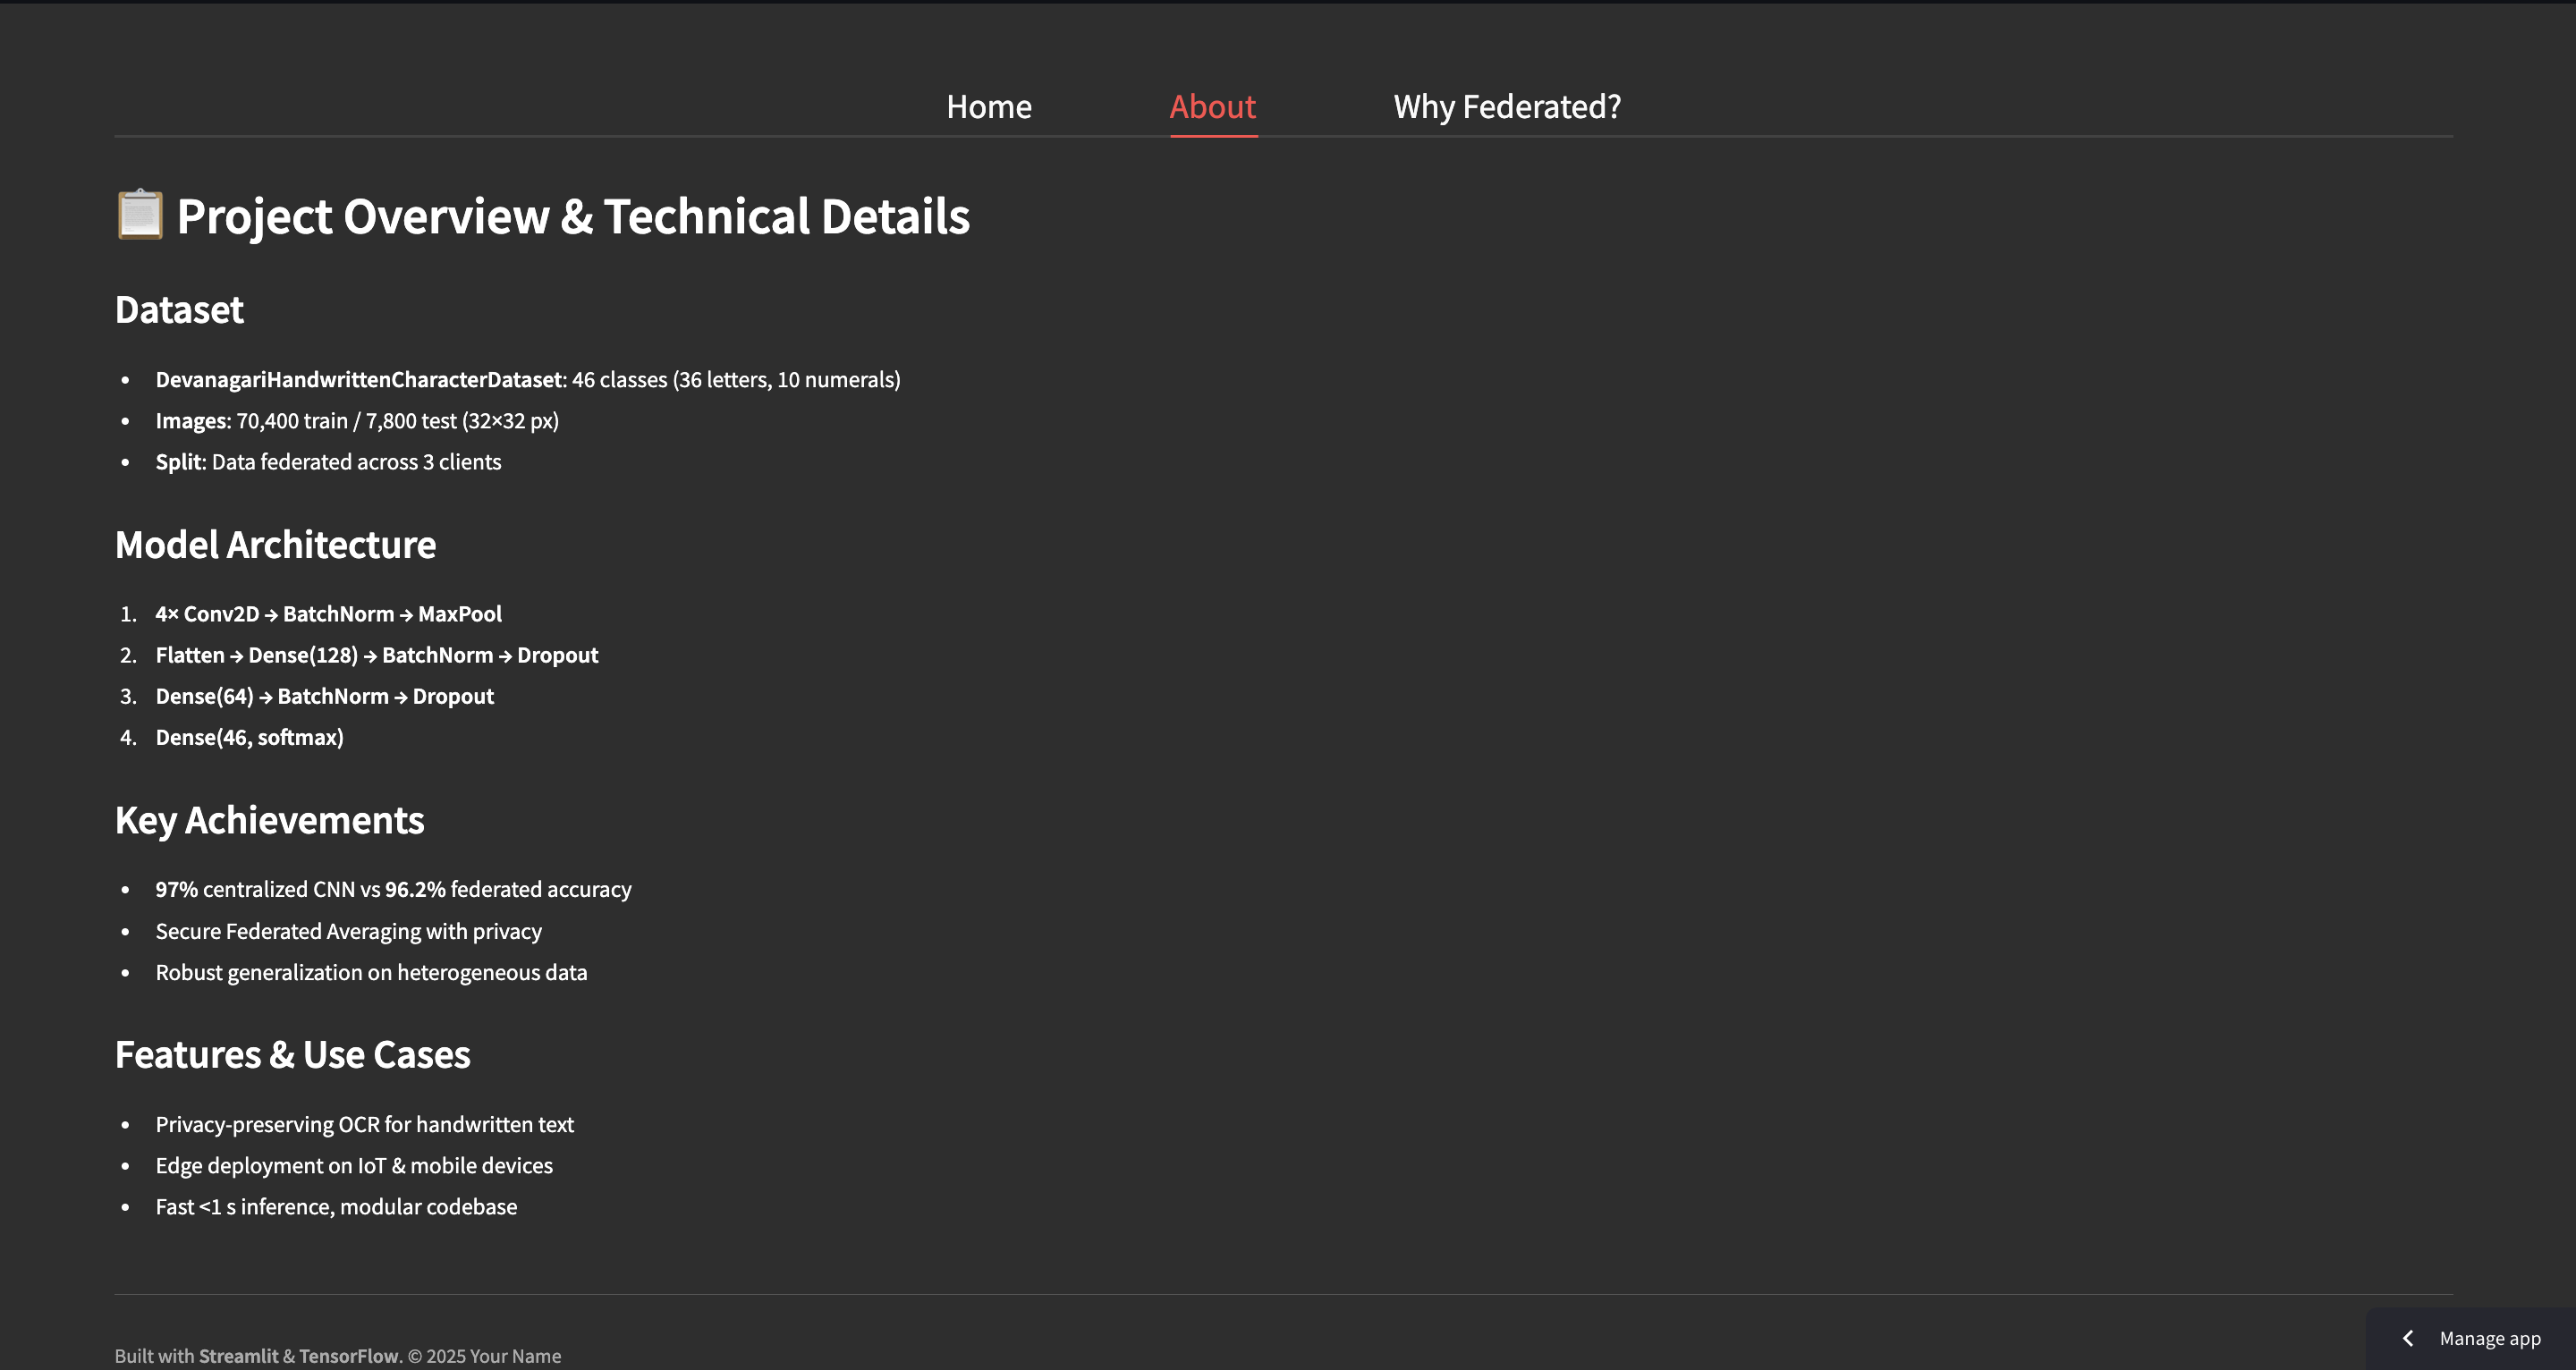 Home About Why Federated?
📋 Project Overview & Technical Details
Dataset
• DevanagariHandwrittenCharacterDataset: 46 classes (36 letters, 10 numerals)
• Images: 70,400 train / 7,800 test (32×32 px)
• Split: Data federated across 3 clients
Model Architecture
1. 4× Conv2D → BatchNorm → MaxPool
2. Flatten → Dense(128) → BatchNorm → Dropout
3. Dense(64) → BatchNorm → Dropout
4. Dense(46, softmax)
Key Achievements
• 97% centralized CNN vs 96.2% federated accuracy
• Secure Federated Averaging with privacy
• Robust generalization on heterogeneous data
Features & Use Cases
• Privacy-preserving OCR for handwritten text
• Edge deployment on IoT & mobile devices
• Fast <1 s inference, modular codebase
Manage app
Built with Streamlit & TensorFlow. © 2025 Your Name